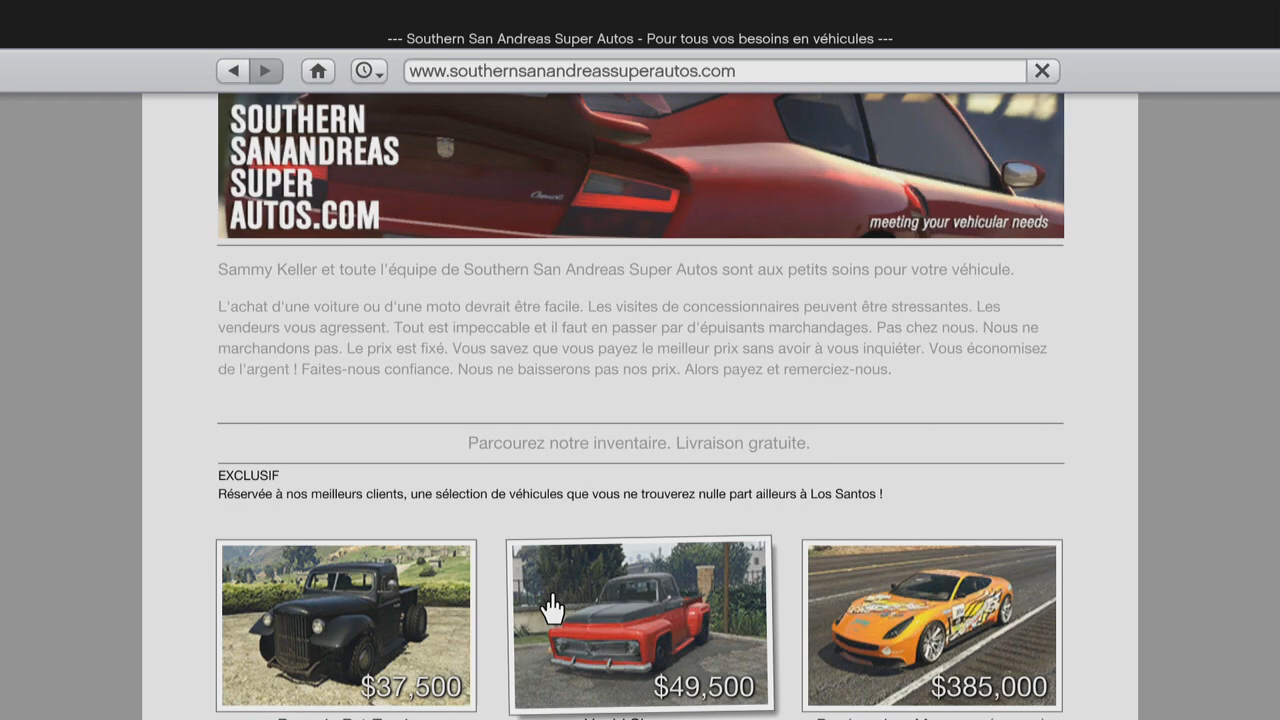 --- Southern San Andreas Super Autos - Pour tous vos besoins en véhicules ---
www.southernsanandreassuperautos.com
SOUTHERN
SANANDREAS
SUPER
AUTOS.COM
meeting your vehicular needs
Sammy Keller et toute l'équipe de Southern San Andreas Super Autos sont aux petits soins pour votre véhicule.
L'achat d'une voiture ou d'une moto devrait être facile. Les visites de concessionnaires peuvent être stressantes. Les
vendeurs vous agressent. Tout est impeccable et il faut en passer par d'épuisants marchandages. Pas chez nous. Nous ne
marchandons pas. Le prix est fixé. Vous savez que vous payez le meilleur prix sans avoir à vous inquiéter. Vous économisez
de l'argent ! Faites-nous confiance. Nous ne baisserons pas nos prix. Alors payez et remerciez-nous.
Parcourez notre inventaire. Livraison gratuite.
EXCLUSIF
Réservée à nos meilleurs clients, une sélection de véhicules que vous ne trouverez nulle part ailleurs à Los Santos !
$37,500
$49,500
$385,000